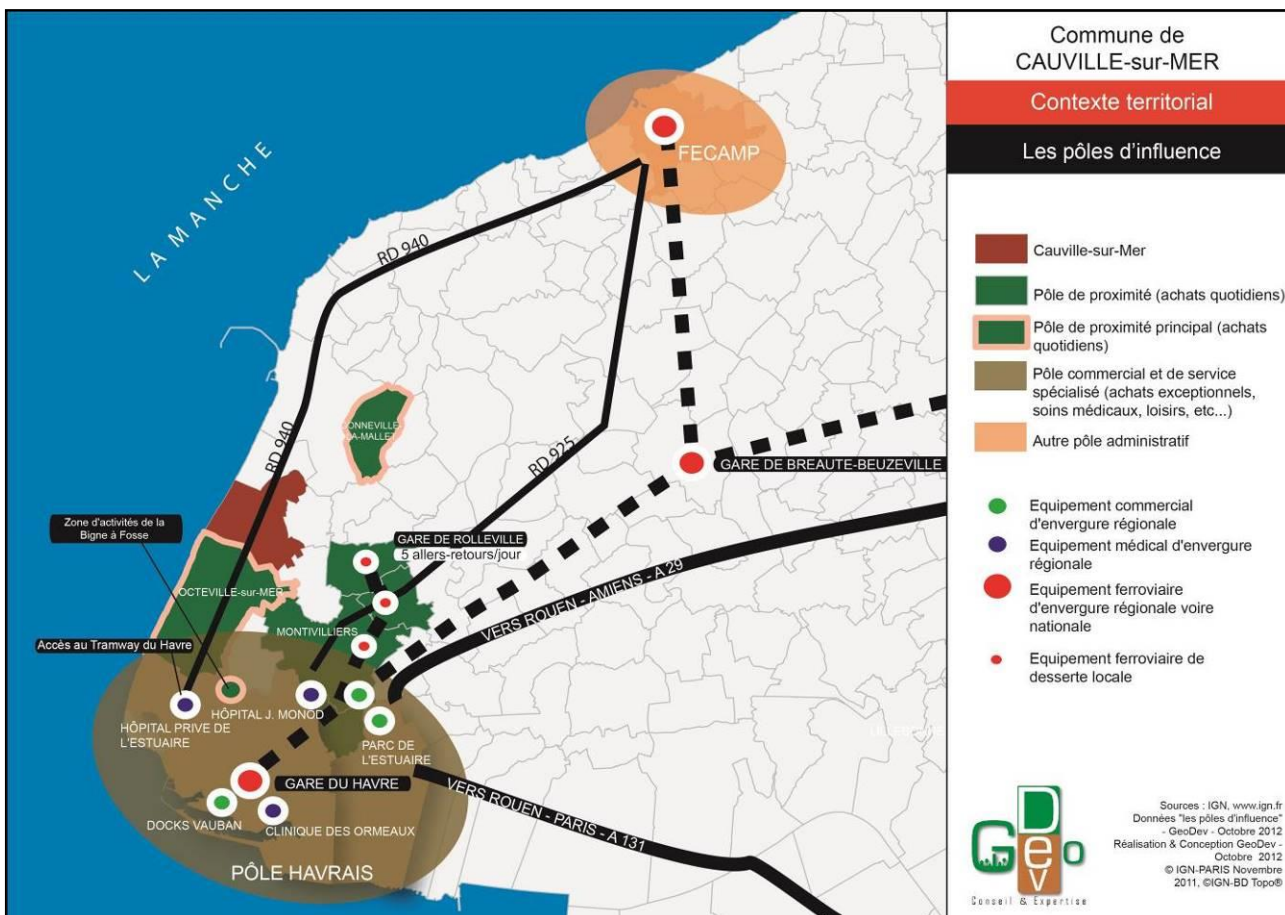 Commune de
CAUVILLE-sur-MER
Contexte territorial
Les pôles d'influence
Cauville-sur-Mer
Pôle de proximité (achats quotidiens)
Pôle de proximité principal (achats
quotidiens)
Pôle commercial et de service
spécialisé (achats exceptionnels,
soins médicaux, loisirs, etc...)
Autre pôle administratif
Equipement commercial
d'envergure régionale
Equipement médical d'envergure
régionale
Equipement ferroviaire
d'envergure régionale voire
nationale
Equipement ferroviaire de
desserte locale
GeoDev
Conseil & Expertise
Sources : IGN, www.ign.fr
Données "les pôles d'influence"
- GeoDev - Octobre 2012
Réalisation & Conception GeoDev -
Octobre 2012
© IGN-PARIS Novembre
2011, ©IGN-BD Topo®
LA MANCHE
FECAMP
RD 940
RD 940
RD 925
GARE DE BREAUTE-BEUZEVILLE
Zone d'activités de la
Bigne à Fosse
GARE DE ROLLEVILLE
5 allers-retours/jour
OCTEVILLE-sur-MER
MONTIVILLIERS
VERS ROUEN - AMIENS - A 29
Accès au Tramway du Havre
HÔPITAL PRIVE DE
L'ESTUAIRE
HÔPITAL J. MONOD
PARC DE
L'ESTUAIRE
GARE DU HAVRE
DOCKS VAUBAN
CLINIQUE DES ORMEAUX
VERS ROUEN - PARIS - A 131
PÔLE HAVRAIS